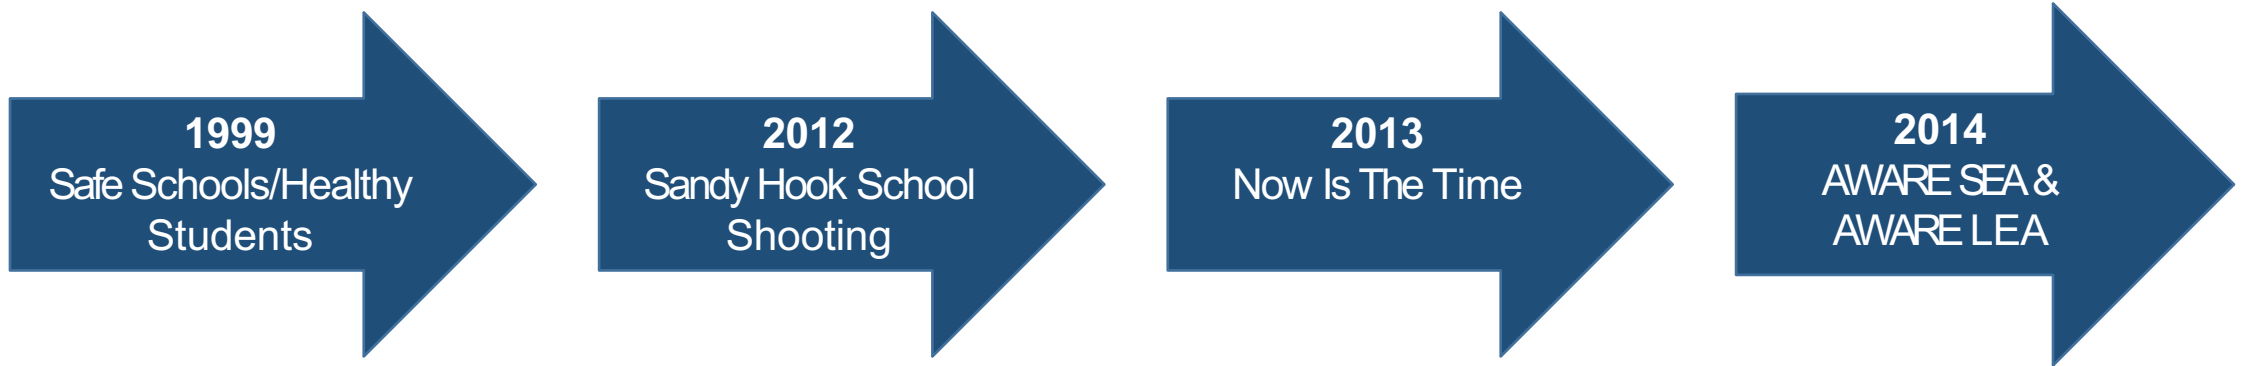 1999
Safe Schools/Healthy
Students
2012
Sandy Hook School
Shooting
2013
Now Is The Time
2014
AWARE SEA &
AWARE LEA